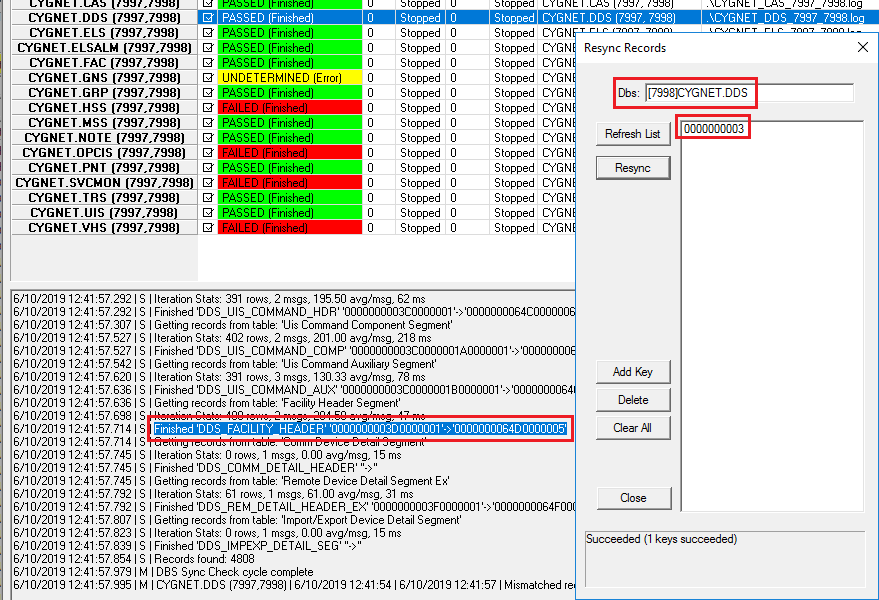 CYGNET.CAS (7997,7998) PASSED (Finished) 0 Stopped 0 Stopped CYGNET.CAS (7997, 7998) .\CYGNET_CAS_7997_7998.log
CYGNET.DDS (7997,7998) PASSED (Finished) 0 Stopped 0 Stopped CYGNET.DDS (7997, 7998) .\CYGNET_DDS_7997_7998.log
CYGNET.ELS (7997,7998) PASSED (Finished) 0 Stopped 0 Stopped CYGNET.ELS (7997, 7998) .\CYGNET_ELS_7997_7998.log
CYGNET.ELSALM (7997,7998) PASSED (Finished) 0 Stopped 0 Stopped CYGNE
CYGNET.FAC (7997,7998) PASSED (Finished) 0 Stopped 0 Stopped CYGNE
CYGNET.GNS (7997,7998) UNDETERMINED (Error) 0 Stopped 0 Stopped CYGNE
CYGNET.GRP (7997,7998) PASSED (Finished) 0 Stopped 0 Stopped CYGNE
CYGNET.HSS (7997,7998) FAILED (Finished) 0 Stopped 0 Stopped CYGNE
CYGNET.MSS (7997,7998) PASSED (Finished) 0 Stopped 0 Stopped CYGNE
CYGNET.NOTE (7997,7998) PASSED (Finished) 0 Stopped 0 Stopped CYGNE
CYGNET.OPCIS (7997,7998) FAILED (Finished) 0 Stopped 0 Stopped CYGNE
CYGNET.PNT (7997,7998) PASSED (Finished) 0 Stopped 0 Stopped CYGNE
CYGNET.SVCMON (7997,7998) FAILED (Finished) 0 Stopped 0 Stopped CYGNE
CYGNET.TRS (7997,7998) PASSED (Finished) 0 Stopped 0 Stopped CYGNE
CYGNET.UIS (7997,7998) PASSED (Finished) 0 Stopped 0 Stopped CYGNE
CYGNET.VHS (7997,7998) FAILED (Finished) 0 Stopped 0 Stopped CYGNE
6/10/2019 12:41:57.292 | S | Iteration Stats: 391 rows, 2 msgs, 195.50 avg/msg, 62 ms
6/10/2019 12:41:57.292 | S | Finished 'DDS_UIS_COMMAND_HDR' '0000000003C0000001'->'0000000064C0000006
6/10/2019 12:41:57.307 | S | Getting records from table: 'Uis Command Component Segment'
6/10/2019 12:41:57.527 | S | Iteration Stats: 402 rows, 2 msgs, 201.00 avg/msg, 218 ms
6/10/2019 12:41:57.527 | S | Finished 'DDS_UIS_COMMAND_COMP' '0000000003C0000001A0000001'->'0000000006
6/10/2019 12:41:57.542 | S | Getting records from table: 'Uis Command Auxiliary Segment'
6/10/2019 12:41:57.620 | S | Iteration Stats: 391 rows, 3 msgs, 130.33 avg/msg, 78 ms
6/10/2019 12:41:57.636 | S | Finished 'DDS_UIS_COMMAND_AUX' '0000000003C0000001B0000001'->'0000000064
6/10/2019 12:41:57.636 | S | Getting records from table: 'Facility Header Segment'
6/10/2019 12:41:57.698 | S | Iteration Stats: 409 rows, 2 msgs, 204.50 avg/msg, 47 ms
6/10/2019 12:41:57.714 | S | Finished 'DDS_FACILITY_HEADER' '0000000003D0000001'->'0000000064D0000005'
6/10/2019 12:41:57.714 | S | Getting records from table: 'Comm Device Detail Segment'
6/10/2019 12:41:57.745 | S | Iteration Stats: 0 rows, 1 msgs, 0.00 avg/msg, 15 ms
6/10/2019 12:41:57.745 | S | Finished 'DDS_COMM_DETAIL_HEADER' ''->''
6/10/2019 12:41:57.745 | S | Getting records from table: 'Remote Device Detail Segment Ex'
6/10/2019 12:41:57.792 | S | Iteration Stats: 61 rows, 1 msgs, 61.00 avg/msg, 31 ms
6/10/2019 12:41:57.792 | S | Finished 'DDS_REM_DETAIL_HEADER_EX' '0000000003F0000001'->'0000000064F000
6/10/2019 12:41:57.807 | S | Getting records from table: 'Import/Export Device Detail Segment'
6/10/2019 12:41:57.823 | S | Iteration Stats: 0 rows, 1 msgs, 0.00 avg/msg, 15 ms
6/10/2019 12:41:57.839 | S | Finished 'DDS_IMPEXP_DETAIL_SEG' ''->''
6/10/2019 12:41:57.854 | S | Records found: 4808
6/10/2019 12:41:57.979 | M | DBS Sync Check cycle complete
6/10/2019 12:41:57.995 | M | CYGNET.DDS (7997,7998) | 6/10/2019 12:41:54 | 6/10/2019 12:41:57 | Mismatched re
Resync Records
Dbs: [7998]CYGNET.DDS
Refresh List
0000000003
Resync
Add Key
Delete
Clear All
Close
Succeeded (1 keys succeeded)